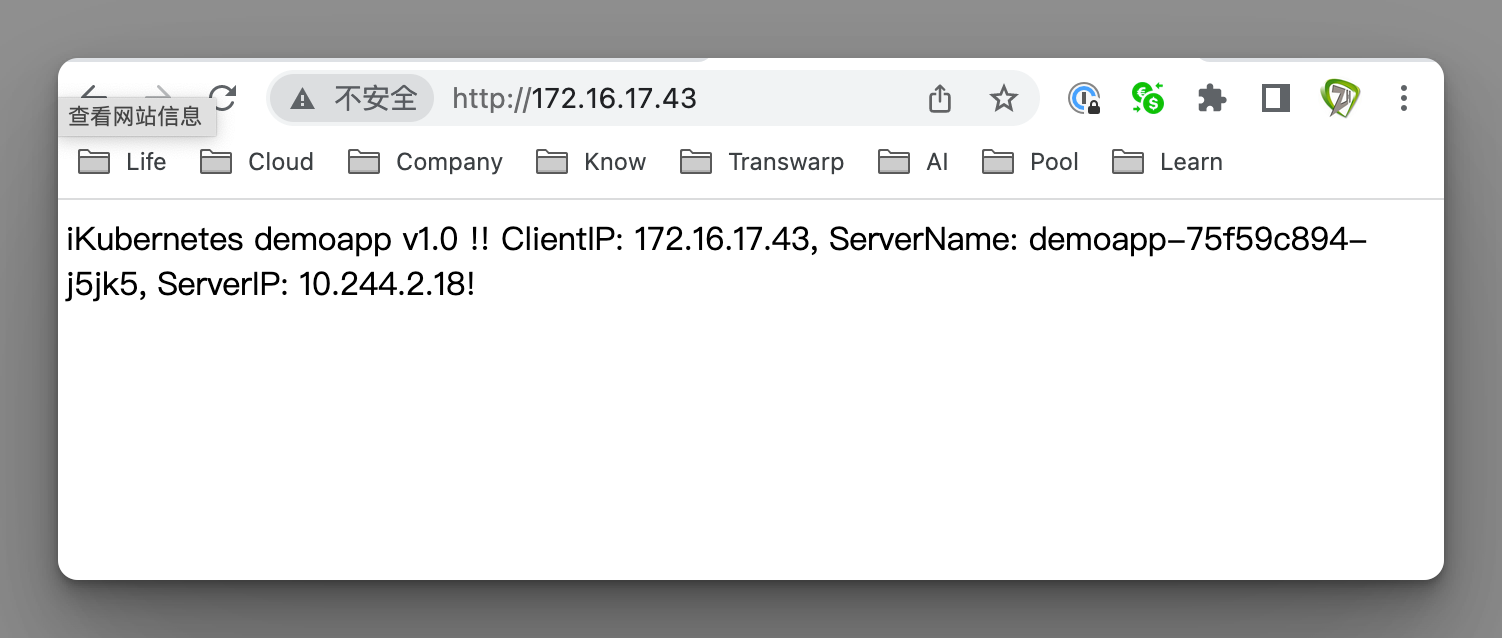 不安全 http://172.16.17.43
查看网站信息
Life Cloud Company Know Transwarp AI Pool Learn
iKubernetes demoapp v1.0 !! ClientIP: 172.16.17.43, ServerName: demoapp-75f59c894-
j5jk5, ServerIP: 10.244.2.18!